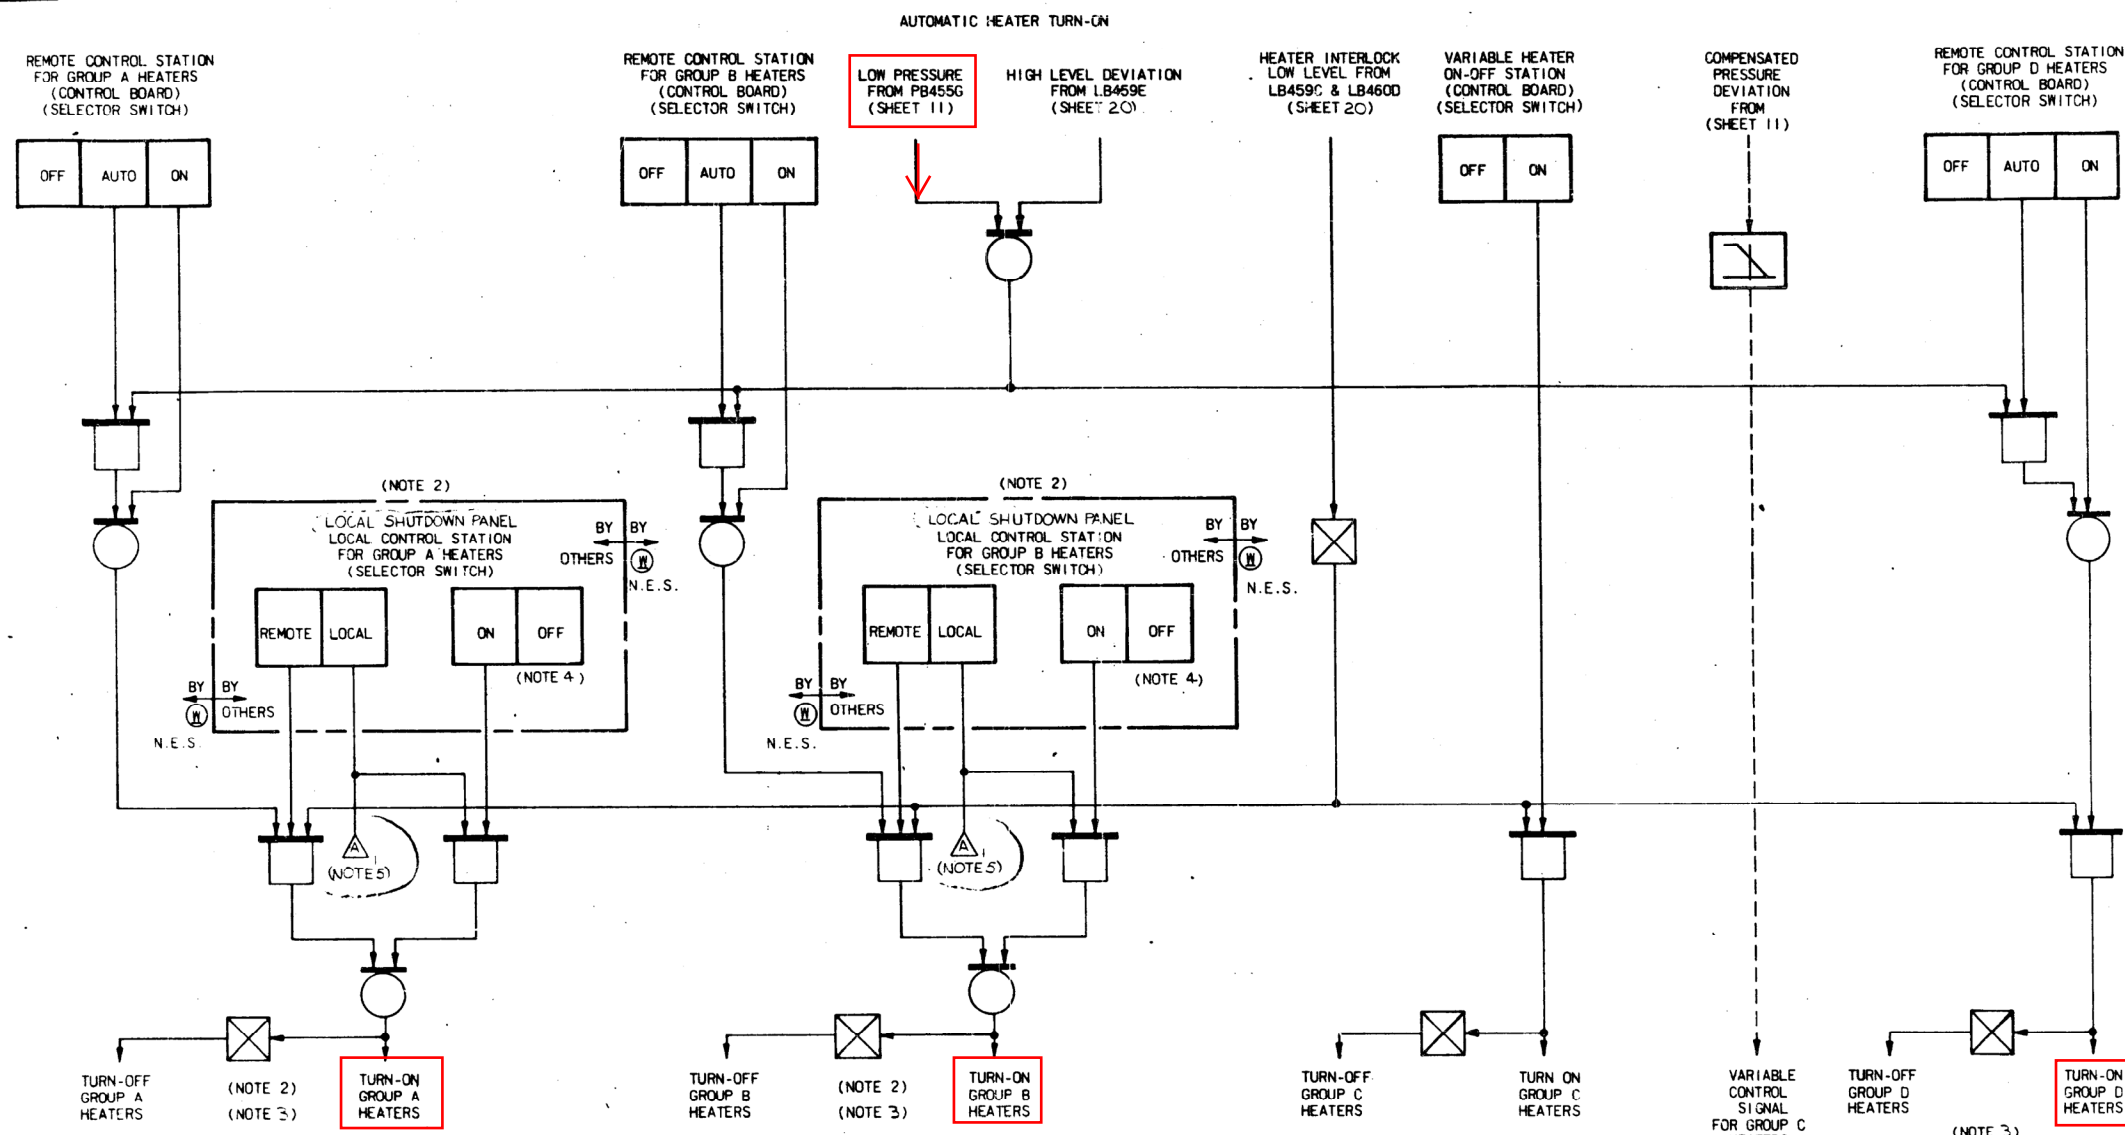 AUTOMATIC HEATER TURN-ON
REMOTE CONTROL STATION
FOR GROUP A HEATERS
(CONTROL BOARD)
(SELECTOR SWITCH)
REMOTE CONTROL STATION
FOR GROUP B HEATERS
(CONTROL BOARD)
(SELECTOR SWITCH)
LOW PRESSURE
FROM PB455G
(SHEET 11)
HIGH LEVEL DEVIATION
FROM LB459E
(SHEET 20)
HEATER INTERLOCK
LOW LEVEL FROM
LB459C & LB460D
(SHEET 20)
VARIABLE HEATER
ON-OFF STATION
(CONTROL BOARD)
(SELECTOR SWITCH)
COMPENSATED
PRESSURE
DEVIATION
FROM
(SHEET 11)
REMOTE CONTROL STATION
FOR GROUP D HEATERS
(CONTROL BOARD)
(SELECTOR SWITCH)
OFF AUTO ON
OFF AUTO ON
OFF ON
OFF AUTO ON
(NOTE 2)
LOCAL SHUTDOWN PANEL
LOCAL CONTROL STATION
FOR GROUP A HEATERS
(SELECTOR SWITCH)
BY BY
OTHERS W
N.E.S.
REMOTE LOCAL
ON OFF
(NOTE 4)
BY BY
W OTHERS
N.E.S.
(NOTE 2)
LOCAL SHUTDOWN PANEL
LOCAL CONTROL STATION
FOR GROUP B HEATERS
(SELECTOR SWITCH)
BY BY
OTHERS W
N.E.S.
REMOTE LOCAL
ON OFF
(NOTE 4)
BY BY
W OTHERS
N.E.S.
A 1
(NOTE 5)
A 1
(NOTE 5)
TURN-OFF
GROUP A
HEATERS
(NOTE 2)
(NOTE 3)
TURN-ON
GROUP A
HEATERS
TURN-OFF
GROUP B
HEATERS
(NOTE 2)
(NOTE 3)
TURN-ON
GROUP B
HEATERS
TURN-OFF
GROUP C
HEATERS
TURN ON
GROUP C
HEATERS
VARIABLE
CONTROL
SIGNAL
FOR GROUP C
TURN-OFF
GROUP D
HEATERS
TURN-ON
GROUP D
HEATERS
(NOTE 3)